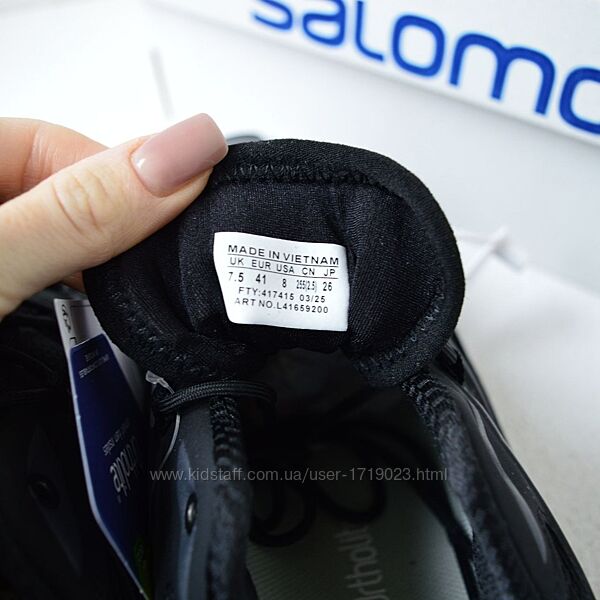 salomo
MADE IN VIETNAM
UK EUR USA CN JP
7.5 41 8 255(2.5) 26
FTY:417415 03/25
ART NO.L41659200
www.kidstaff.com.ua/user-1719023.html
ortholi